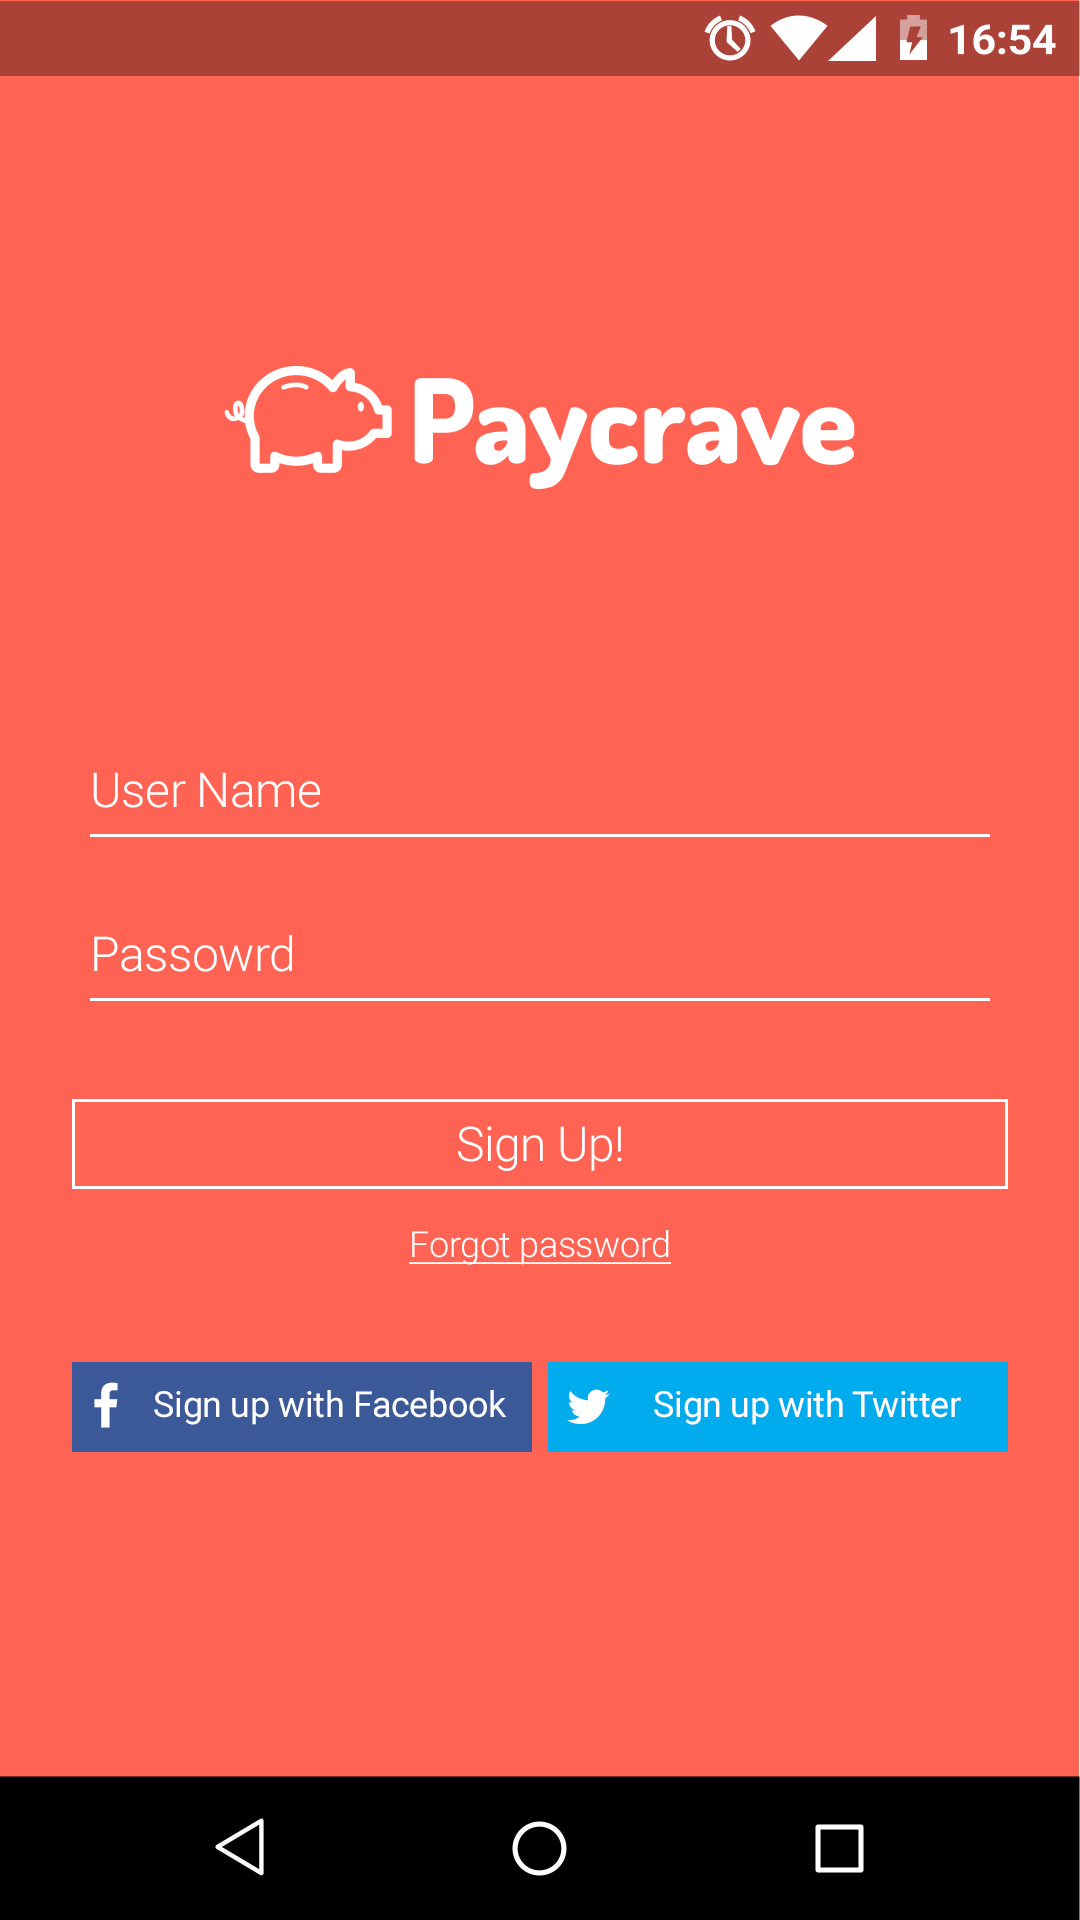 16:54
Paycrave
User Name
Passowrd
Sign Up!
Forgot password
Sign up with Facebook
Sign up with Twitter